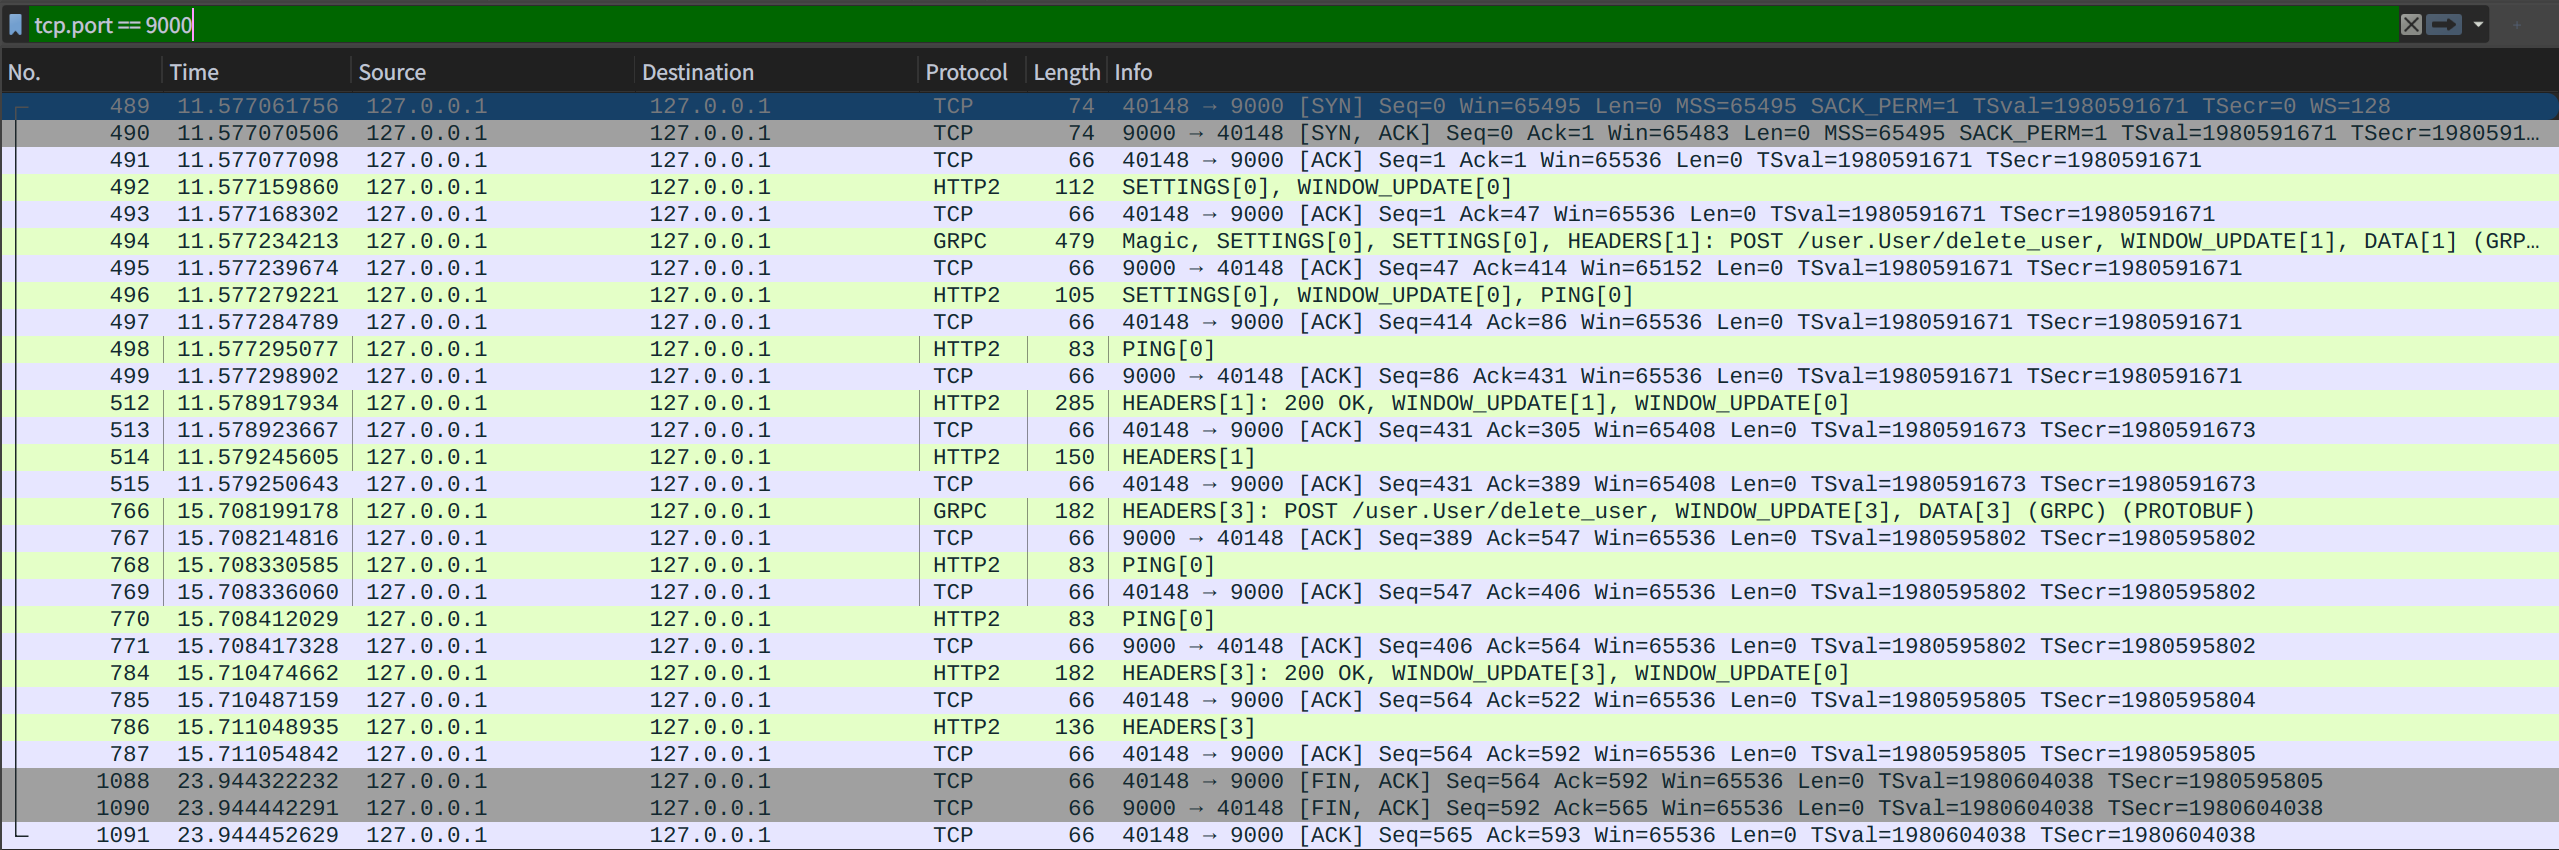 tcp.port == 9000
No. Time Source Destination Protocol Length Info
489 11.577061756 127.0.0.1 127.0.0.1 TCP 74 40148 → 9000 [SYN] Seq=0 Win=65495 Len=0 MSS=65495 SACK_PERM=1 TSval=1980591671 TSecr=0 WS=128
490 11.577070506 127.0.0.1 127.0.0.1 TCP 74 9000 → 40148 [SYN, ACK] Seq=0 Ack=1 Win=65483 Len=0 MSS=65495 SACK_PERM=1 TSval=1980591671 TSecr=1980591…
491 11.577077098 127.0.0.1 127.0.0.1 TCP 66 40148 → 9000 [ACK] Seq=1 Ack=1 Win=65536 Len=0 TSval=1980591671 TSecr=1980591671
492 11.577159860 127.0.0.1 127.0.0.1 HTTP2 112 SETTINGS[0], WINDOW_UPDATE[0]
493 11.577168302 127.0.0.1 127.0.0.1 TCP 66 40148 → 9000 [ACK] Seq=1 Ack=47 Win=65536 Len=0 TSval=1980591671 TSecr=1980591671
494 11.577234213 127.0.0.1 127.0.0.1 GRPC 479 Magic, SETTINGS[0], SETTINGS[0], HEADERS[1]: POST /user.User/delete_user, WINDOW_UPDATE[1], DATA[1] (GRP…
495 11.577239674 127.0.0.1 127.0.0.1 TCP 66 9000 → 40148 [ACK] Seq=47 Ack=414 Win=65152 Len=0 TSval=1980591671 TSecr=1980591671
496 11.577279221 127.0.0.1 127.0.0.1 HTTP2 105 SETTINGS[0], WINDOW_UPDATE[0], PING[0]
497 11.577284789 127.0.0.1 127.0.0.1 TCP 66 40148 → 9000 [ACK] Seq=414 Ack=86 Win=65536 Len=0 TSval=1980591671 TSecr=1980591671
498 11.577295077 127.0.0.1 127.0.0.1 HTTP2 83 PING[0]
499 11.577298902 127.0.0.1 127.0.0.1 TCP 66 9000 → 40148 [ACK] Seq=86 Ack=431 Win=65536 Len=0 TSval=1980591671 TSecr=1980591671
512 11.578917934 127.0.0.1 127.0.0.1 HTTP2 285 HEADERS[1]: 200 OK, WINDOW_UPDATE[1], WINDOW_UPDATE[0]
513 11.578923667 127.0.0.1 127.0.0.1 TCP 66 40148 → 9000 [ACK] Seq=431 Ack=305 Win=65408 Len=0 TSval=1980591673 TSecr=1980591673
514 11.579245605 127.0.0.1 127.0.0.1 HTTP2 150 HEADERS[1]
515 11.579250643 127.0.0.1 127.0.0.1 TCP 66 40148 → 9000 [ACK] Seq=431 Ack=389 Win=65408 Len=0 TSval=1980591673 TSecr=1980591673
766 15.708199178 127.0.0.1 127.0.0.1 GRPC 182 HEADERS[3]: POST /user.User/delete_user, WINDOW_UPDATE[3], DATA[3] (GRPC) (PROTOBUF)
767 15.708214816 127.0.0.1 127.0.0.1 TCP 66 9000 → 40148 [ACK] Seq=389 Ack=547 Win=65536 Len=0 TSval=1980595802 TSecr=1980595802
768 15.708330585 127.0.0.1 127.0.0.1 HTTP2 83 PING[0]
769 15.708336060 127.0.0.1 127.0.0.1 TCP 66 40148 → 9000 [ACK] Seq=547 Ack=406 Win=65536 Len=0 TSval=1980595802 TSecr=1980595802
770 15.708412029 127.0.0.1 127.0.0.1 HTTP2 83 PING[0]
771 15.708417328 127.0.0.1 127.0.0.1 TCP 66 9000 → 40148 [ACK] Seq=406 Ack=564 Win=65536 Len=0 TSval=1980595802 TSecr=1980595802
784 15.710474662 127.0.0.1 127.0.0.1 HTTP2 182 HEADERS[3]: 200 OK, WINDOW_UPDATE[3], WINDOW_UPDATE[0]
785 15.710487159 127.0.0.1 127.0.0.1 TCP 66 40148 → 9000 [ACK] Seq=564 Ack=522 Win=65536 Len=0 TSval=1980595805 TSecr=1980595804
786 15.711048935 127.0.0.1 127.0.0.1 HTTP2 136 HEADERS[3]
787 15.711054842 127.0.0.1 127.0.0.1 TCP 66 40148 → 9000 [ACK] Seq=564 Ack=592 Win=65536 Len=0 TSval=1980595805 TSecr=1980595805
1088 23.944322232 127.0.0.1 127.0.0.1 TCP 66 40148 → 9000 [FIN, ACK] Seq=564 Ack=592 Win=65536 Len=0 TSval=1980604038 TSecr=1980595805
1090 23.944442291 127.0.0.1 127.0.0.1 TCP 66 9000 → 40148 [FIN, ACK] Seq=592 Ack=565 Win=65536 Len=0 TSval=1980604038 TSecr=1980604038
1091 23.944452629 127.0.0.1 127.0.0.1 TCP 66 40148 → 9000 [ACK] Seq=565 Ack=593 Win=65536 Len=0 TSval=1980604038 TSecr=1980604038